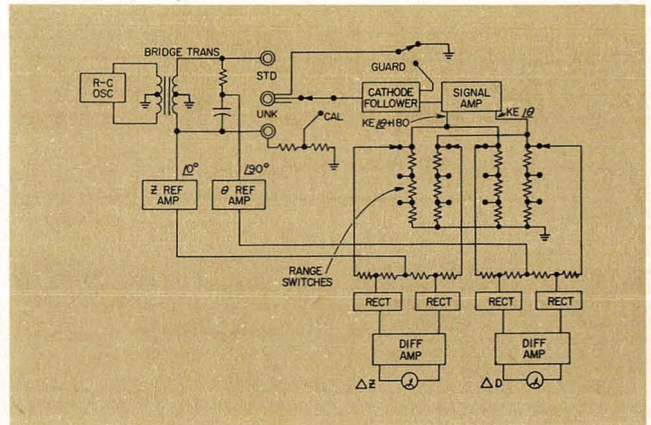 BRIDGE TRANS
R-C
OSC
STD
UNK
GUARD
CATHODE
FOLLOWER
SIGNAL
AMP
CAL
KE /θ+180
KE /θ
/0°
/90°
Z REF
AMP
θ REF
AMP
RANGE
SWITCHES
RECT
RECT
RECT
RECT
DIFF
AMP
DIFF
AMP
ΔZ
ΔD